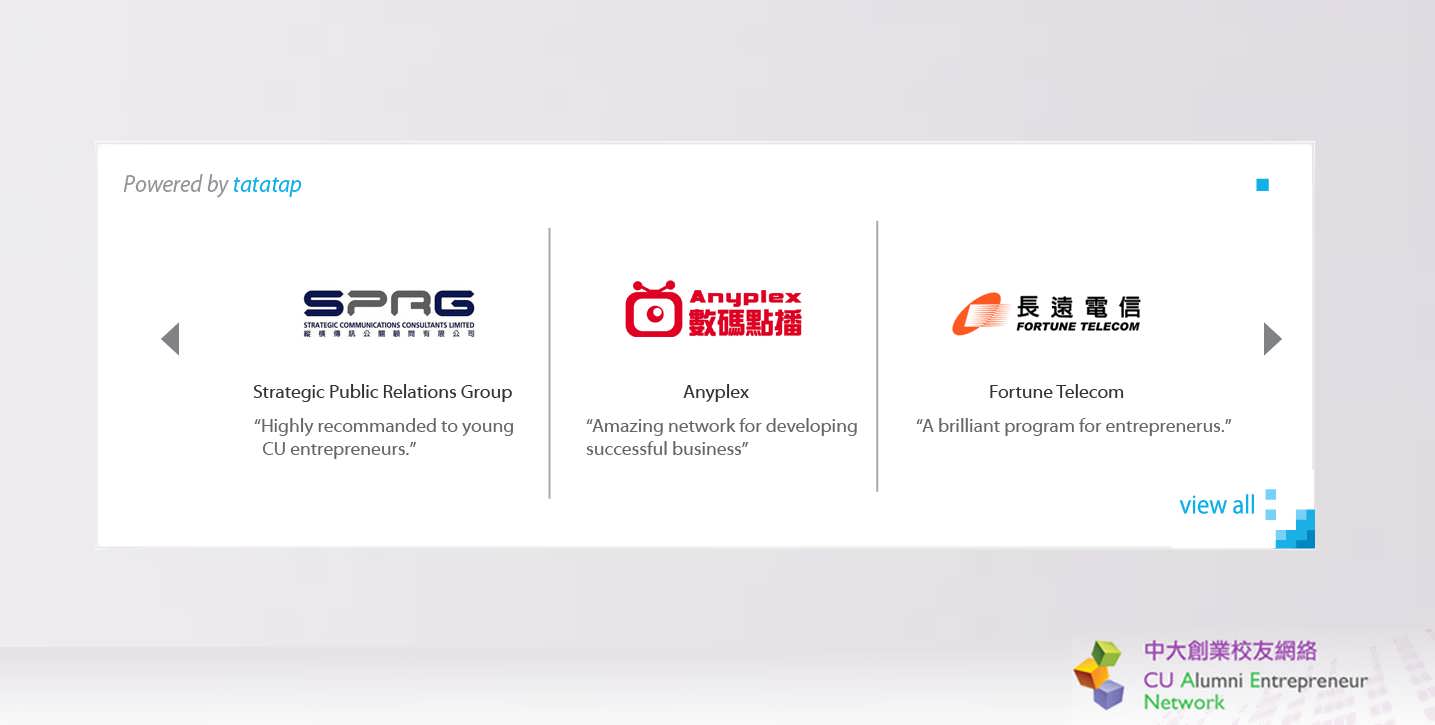 Powered by tatatap
SPRG
STRATEGIC COMMUNICATIONS CONSULTANTS LIMITED
縱橫傳訊公關顧問有限公司
Strategic Public Relations Group
“Highly recommanded to young
CU entrepreneurs.”
Anyplex
數碼點播
Anyplex
“Amazing network for developing
successful business”
長遠電信
FORTUNE TELECOM
Fortune Telecom
“A brilliant program for entreprenerus.”
view all
中大創業校友網絡
CU Alumni Entrepreneur
Network